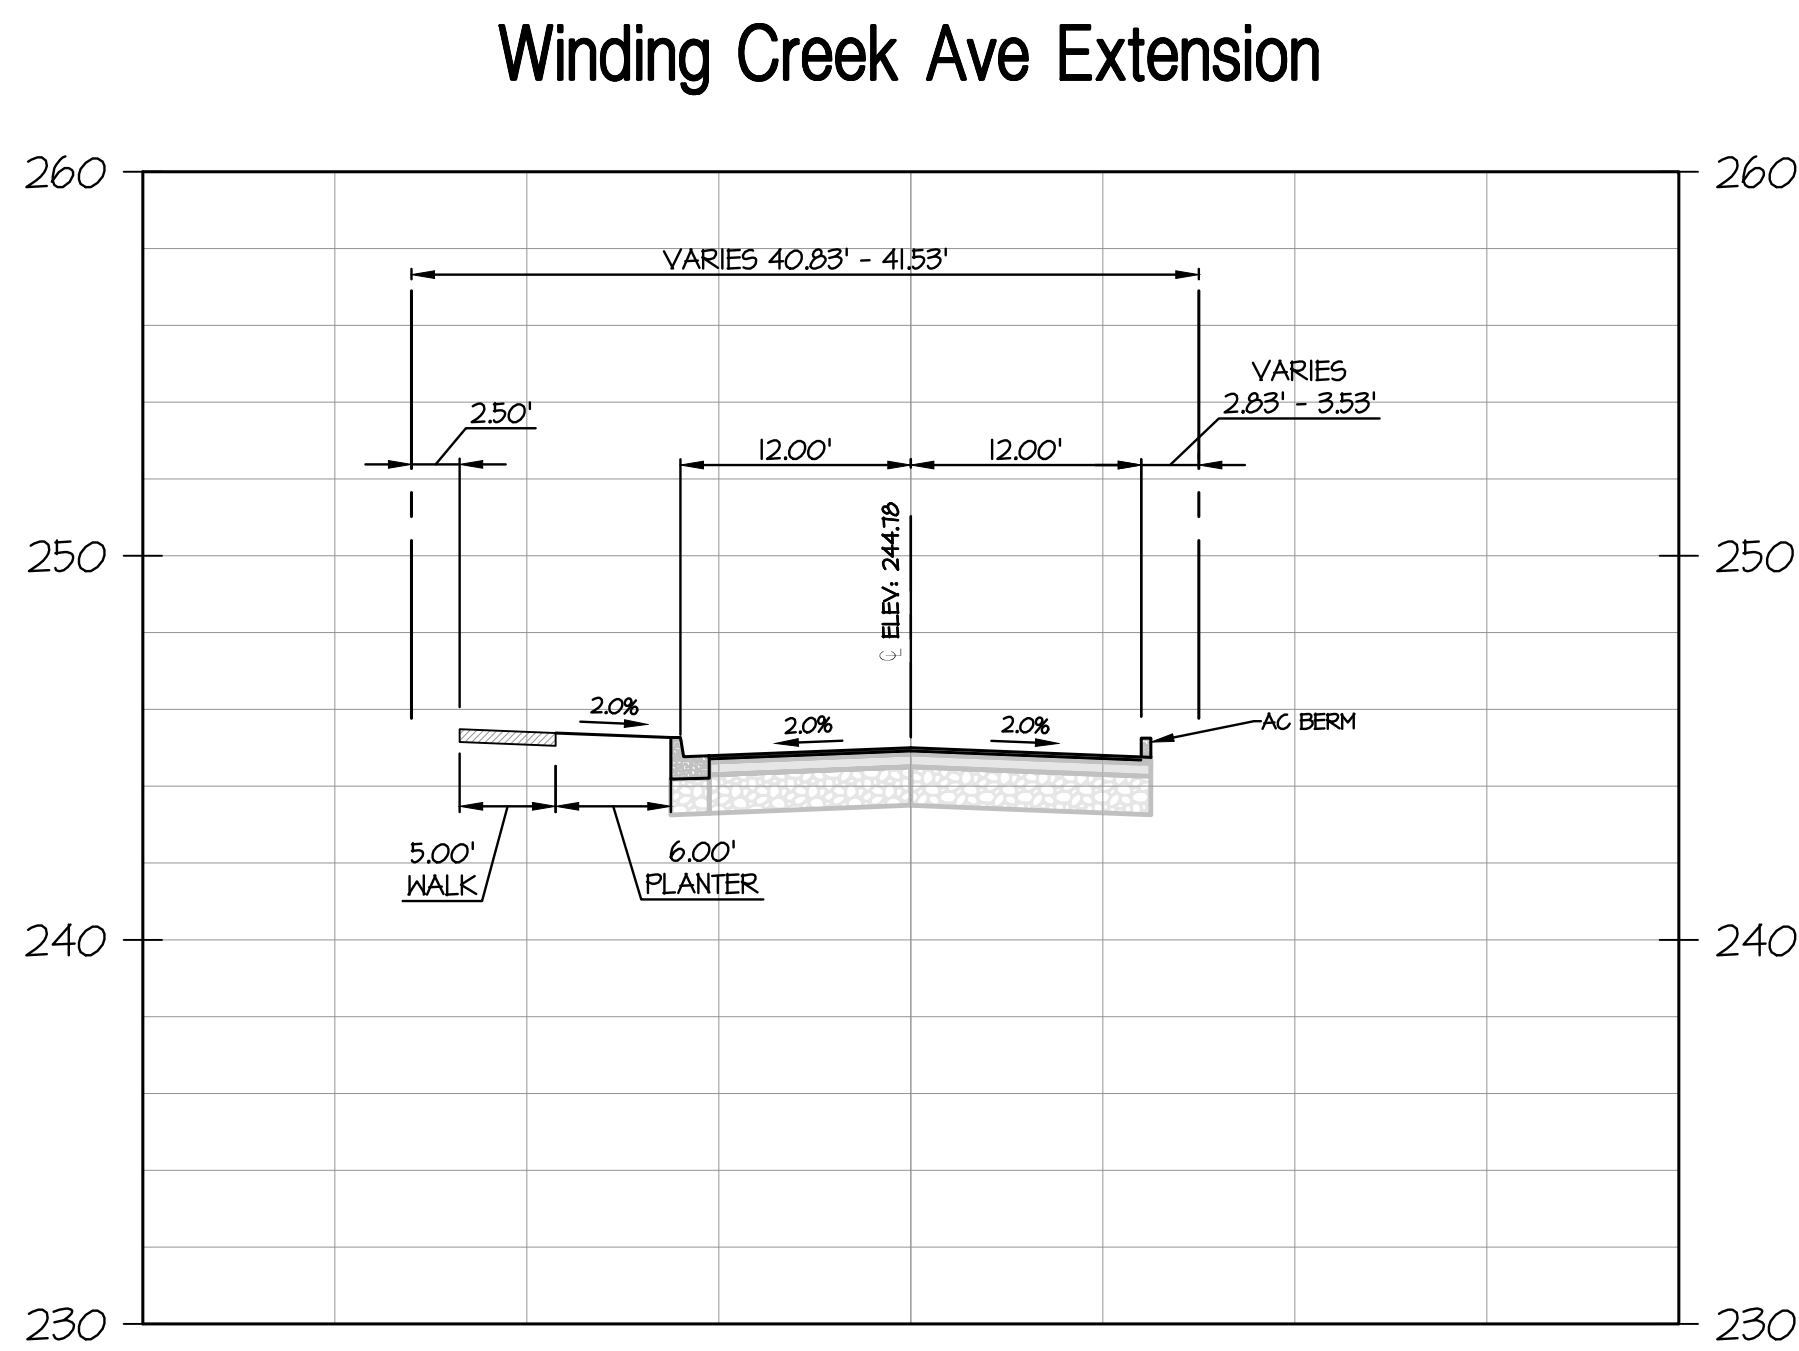 Winding Creek Ave Extension
260
260
VARIES 40.83' - 41.53'
VARIES
2.83' - 3.53'
2.50'
12.00'
12.00'
℄ ELEV: 244.78
250
250
2.0%
2.0%
2.0%
AC BERM
5.00'
WALK
6.00'
PLANTER
240
240
230
230